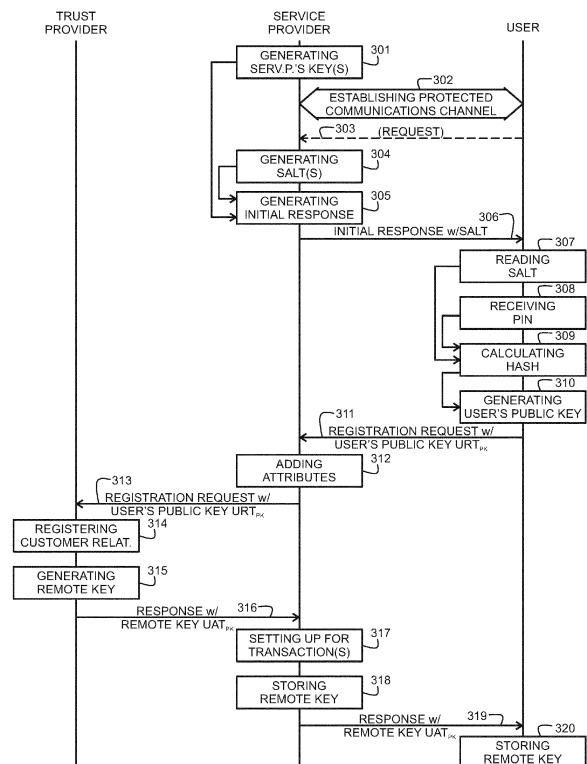 TRUST
PROVIDER
SERVICE
PROVIDER
USER
301
GENERATING
SERV.P.'S KEY(S)
302
ESTABLISHING PROTECTED
COMMUNICATIONS CHANNEL
303
(REQUEST)
304
GENERATING
SALT(S)
305
GENERATING
INITIAL RESPONSE
306
INITIAL RESPONSE w/SALT
307
READING
SALT
308
RECEIVING
PIN
309
CALCULATING
HASH
310
GENERATING
USER'S PUBLIC KEY
311
REGISTRATION REQUEST w/
USER'S PUBLIC KEY URTPK
312
ADDING
ATTRIBUTES
313
REGISTRATION REQUEST w/
USER'S PUBLIC KEY URTPK
314
REGISTERING
CUSTOMER RELAT.
315
GENERATING
REMOTE KEY
316
RESPONSE w/
REMOTE KEY UATPK
317
SETTING UP FOR
TRANSACTION(S)
318
STORING
REMOTE KEY
319
RESPONSE w/
REMOTE KEY UATPK
320
STORING
REMOTE KEY